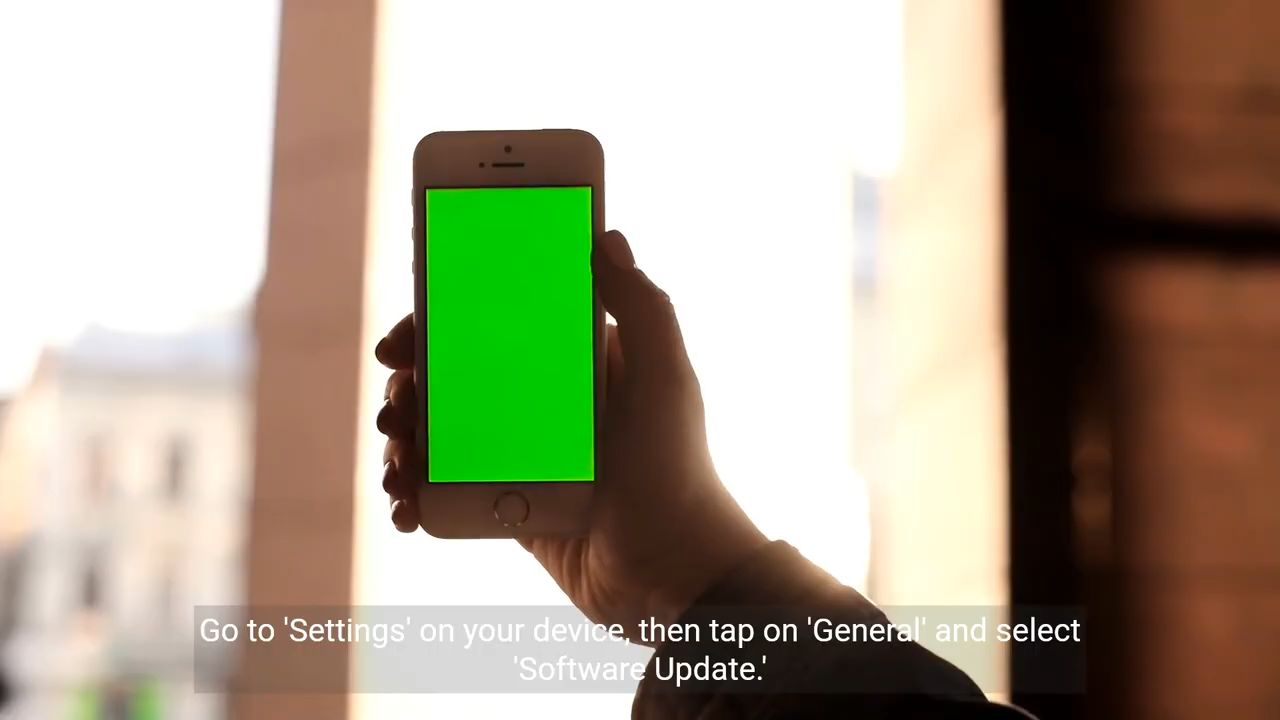 Go to 'Settings' on your device, then tap on 'General' and select
'Software Update.'